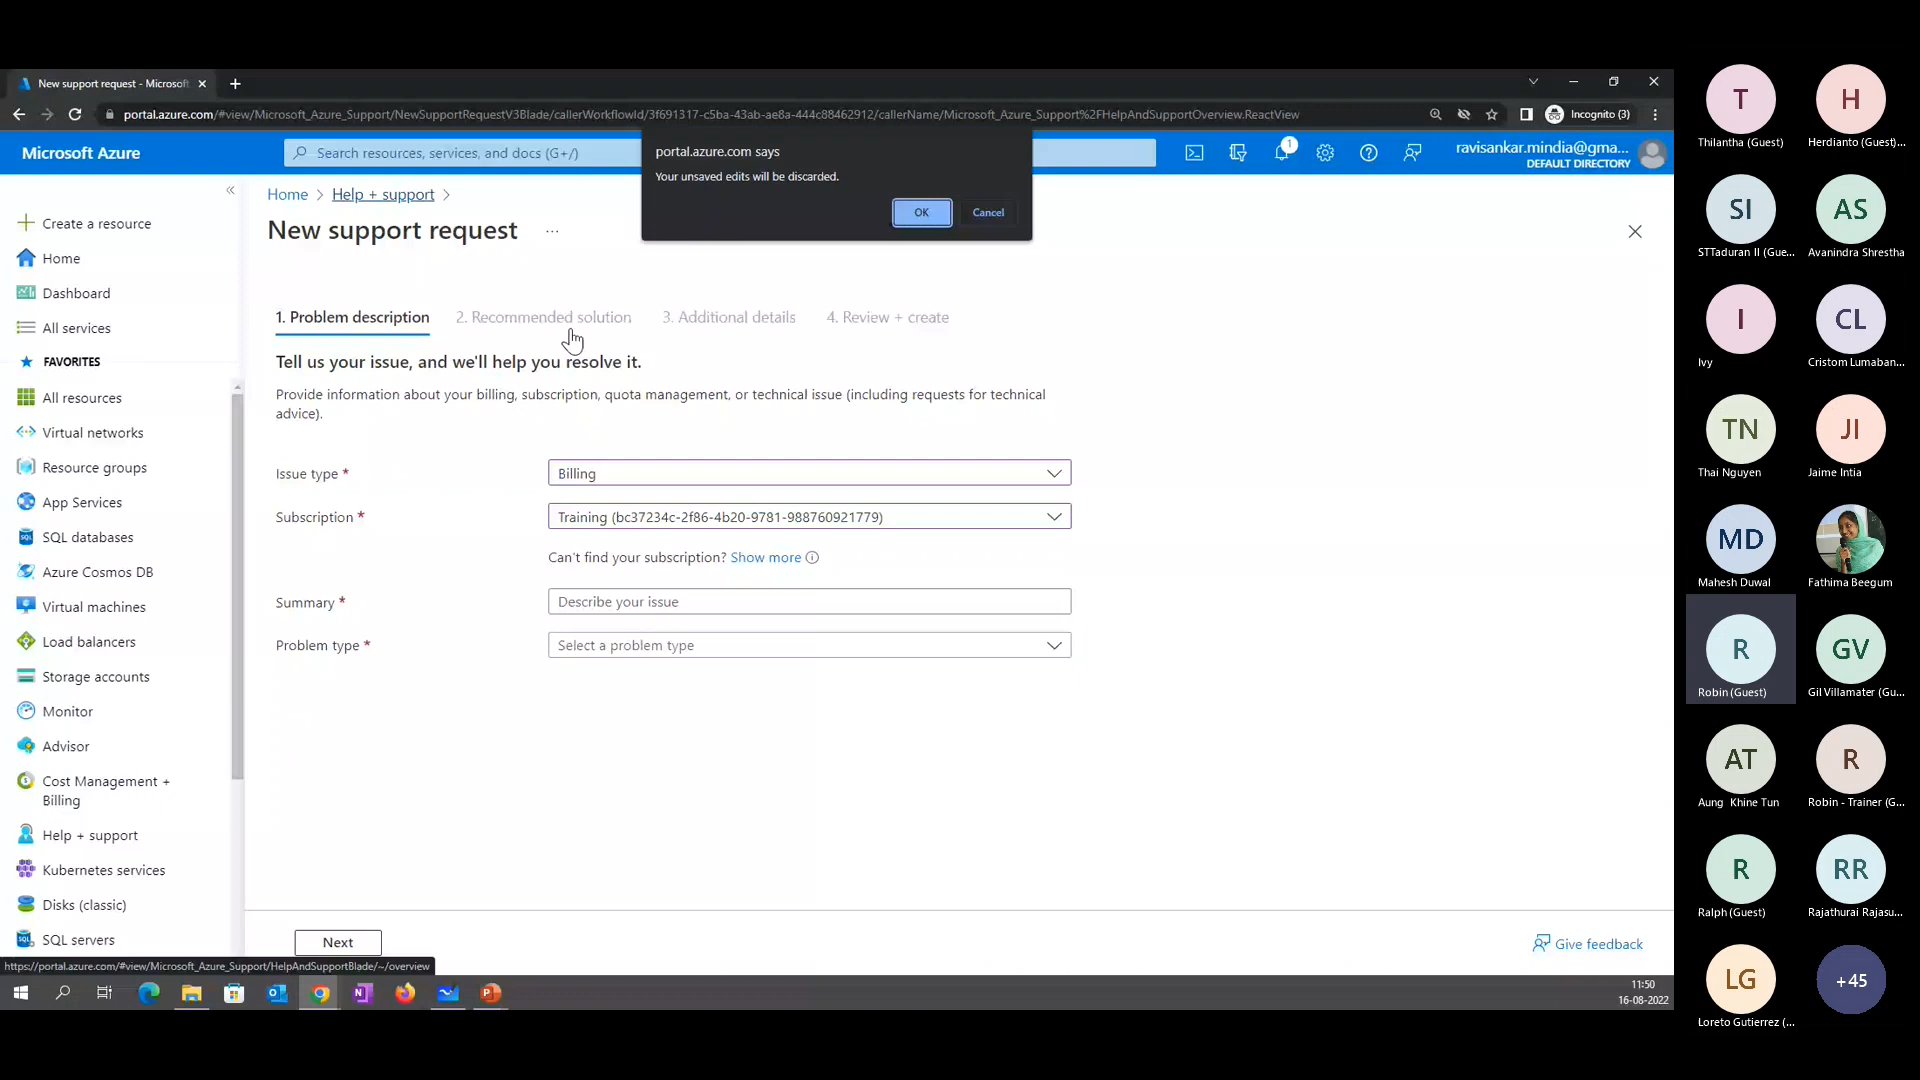 New support request - Microsoft
portal.azure.com/#view/Microsoft_Azure_Support/NewSupportRequestV3Blade/callerWorkflowId/3f691317-c5ba-43ab-ae8a-444c88462912/callerName/Microsoft_Azure_Support%2FHelpAndSupportOverview.ReactView
Incognito (3)
Microsoft Azure
Search resources, services, and docs (G+/)
1
ravisankar.mindia@gma...
DEFAULT DIRECTORY
portal.azure.com says
Your unsaved edits will be discarded.
OK
Cancel
Create a resource
Home
Dashboard
All services
FAVORITES
All resources
Virtual networks
Resource groups
App Services
SQL databases
Azure Cosmos DB
Virtual machines
Load balancers
Storage accounts
Monitor
Advisor
Cost Management +
Billing
Help + support
Kubernetes services
Disks (classic)
SQL servers
Home > Help + support >
New support request ...
1. Problem description
2. Recommended solution
3. Additional details
4. Review + create
Tell us your issue, and we'll help you resolve it.
Provide information about your billing, subscription, quota management, or technical issue (including requests for technical
advice).
Issue type *
Billing
Subscription *
Training (bc37234c-2f86-4b20-9781-988760921779)
Can't find your subscription? Show more
Summary *
Describe your issue
Problem type *
Select a problem type
Next
Give feedback
https://portal.azure.com/#view/Microsoft_Azure_Support/HelpAndSupportBlade/~/overview
11:50
16-08-2022
T
Thilantha (Guest)
H
Herdianto (Guest)...
SI
STTaduran II (Gue...
AS
Avanindra Shrestha
I
Ivy
CL
Cristom Lumaban...
TN
Thai Nguyen
JI
Jaime Intia
MD
Mahesh Duwal
Fathima Beegum
R
Robin (Guest)
GV
Gil Villamater (Gu...
AT
Aung Khine Tun
R
Robin - Trainer (G...
R
Ralph (Guest)
RR
Rajathurai Rajasu...
LG
Loreto Gutierrez (...
+45